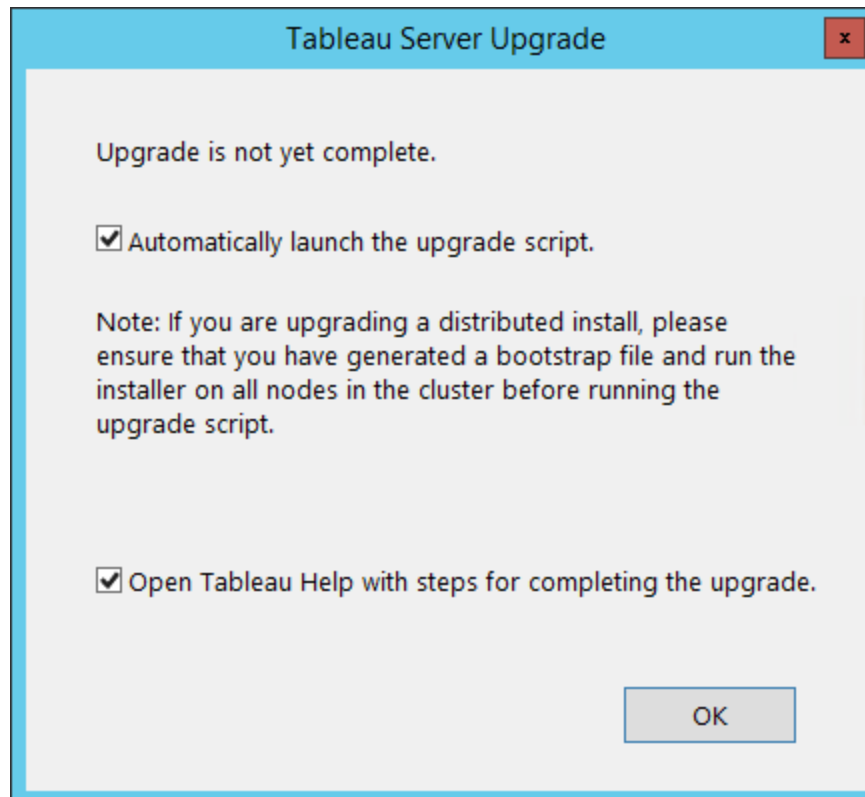 Tableau Server Upgrade
x
Upgrade is not yet complete.
Automatically launch the upgrade script.
Note: If you are upgrading a distributed install, please
ensure that you have generated a bootstrap file and run the
installer on all nodes in the cluster before running the
upgrade script.
Open Tableau Help with steps for completing the upgrade.
OK